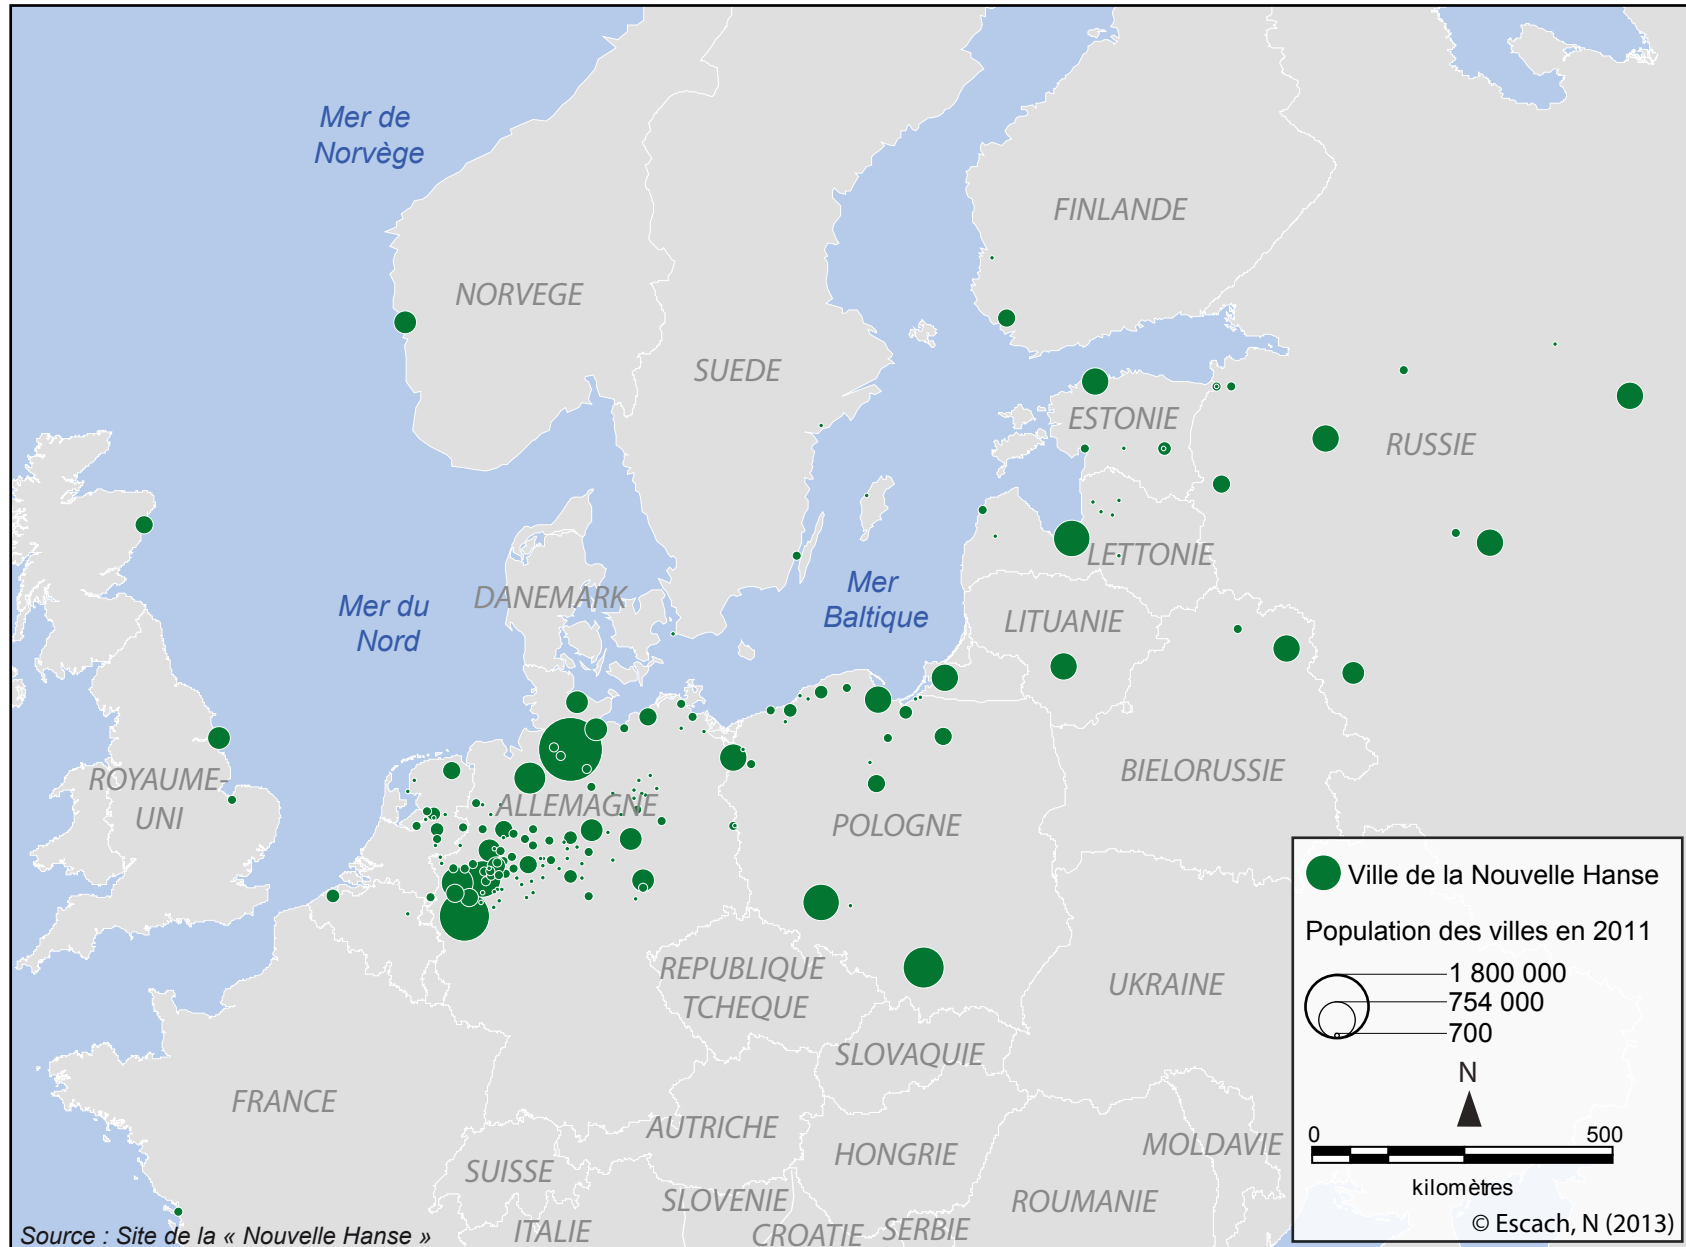 Mer de
Norvège
FINLANDE
NORVEGE
SUEDE
ESTONIE
RUSSIE
LETTONIE
Mer
Baltique
DANEMARK
Mer du
Nord
LITUANIE
ROYAUME-
UNI
ALLEMAGNE
BIELORUSSIE
POLOGNE
REPUBLIQUE
TCHEQUE
UKRAINE
SLOVAQUIE
FRANCE
AUTRICHE
HONGRIE
MOLDAVIE
SUISSE
SLOVENIE
ROUMANIE
ITALIE
CROATIE
SERBIE
Source : Site de la « Nouvelle Hanse »
Ville de la Nouvelle Hanse
Population des villes en 2011
1 800 000
754 000
700
N
0 500
kilomètres
© Escach, N (2013)